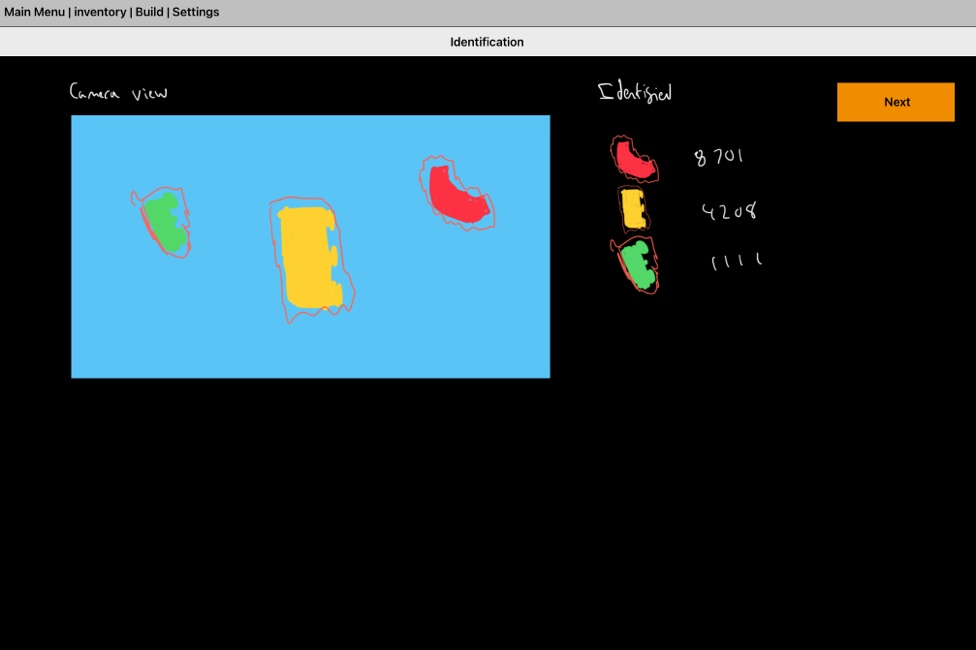 Main Menu | inventory | Build | Settings
Identification
Camera view
Identified
Next
8701
4208
1111